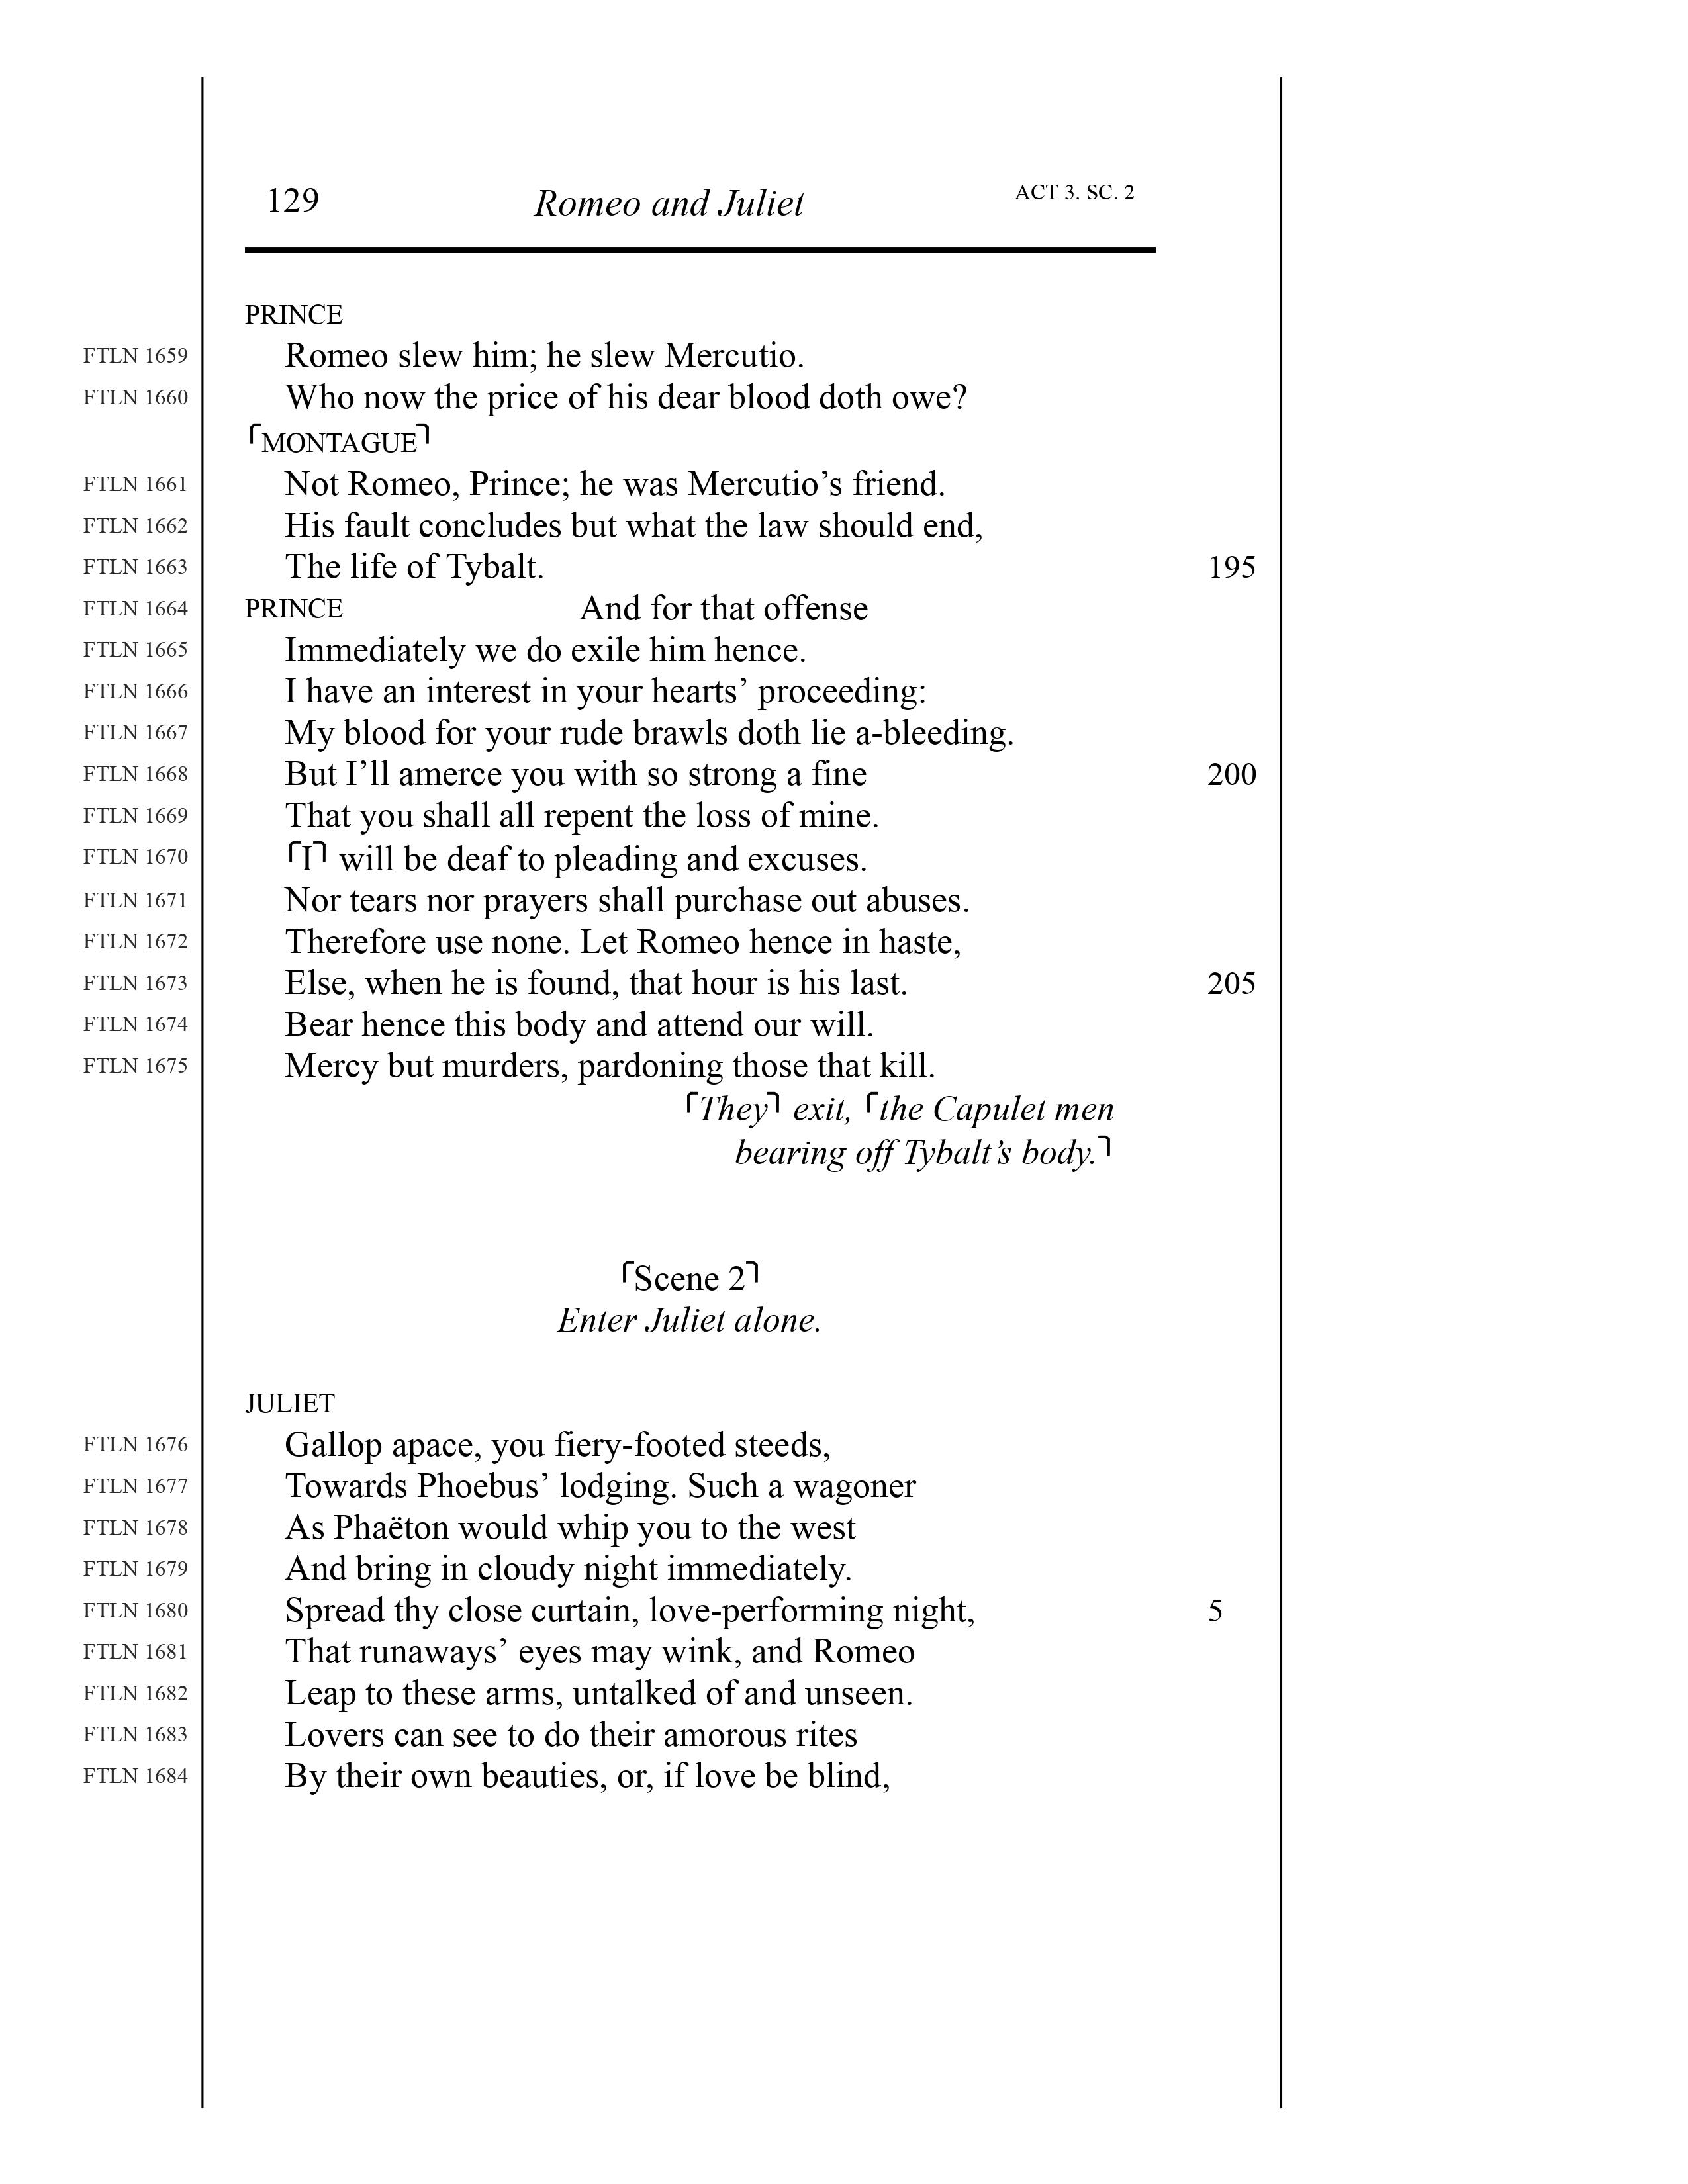 129 Romeo and Juliet ACT 3. SC. 2
PRINCE
FTLN 1659 Romeo slew him; he slew Mercutio.
FTLN 1660 Who now the price of his dear blood doth owe?
⌜MONTAGUE⌝
FTLN 1661 Not Romeo, Prince; he was Mercutio’s friend.
FTLN 1662 His fault concludes but what the law should end,
FTLN 1663 The life of Tybalt. 195
FTLN 1664 PRINCE And for that offense
FTLN 1665 Immediately we do exile him hence.
FTLN 1666 I have an interest in your hearts’ proceeding:
FTLN 1667 My blood for your rude brawls doth lie a-bleeding.
FTLN 1668 But I’ll amerce you with so strong a fine 200
FTLN 1669 That you shall all repent the loss of mine.
FTLN 1670 ⌜I⌝ will be deaf to pleading and excuses.
FTLN 1671 Nor tears nor prayers shall purchase out abuses.
FTLN 1672 Therefore use none. Let Romeo hence in haste,
FTLN 1673 Else, when he is found, that hour is his last. 205
FTLN 1674 Bear hence this body and attend our will.
FTLN 1675 Mercy but murders, pardoning those that kill.
⌜They⌝ exit, ⌜the Capulet men
bearing off Tybalt’s body.⌝
⌜Scene 2⌝
Enter Juliet alone.
JULIET
FTLN 1676 Gallop apace, you fiery-footed steeds,
FTLN 1677 Towards Phoebus’ lodging. Such a wagoner
FTLN 1678 As Phaëton would whip you to the west
FTLN 1679 And bring in cloudy night immediately.
FTLN 1680 Spread thy close curtain, love-performing night, 5
FTLN 1681 That runaways’ eyes may wink, and Romeo
FTLN 1682 Leap to these arms, untalked of and unseen.
FTLN 1683 Lovers can see to do their amorous rites
FTLN 1684 By their own beauties, or, if love be blind,